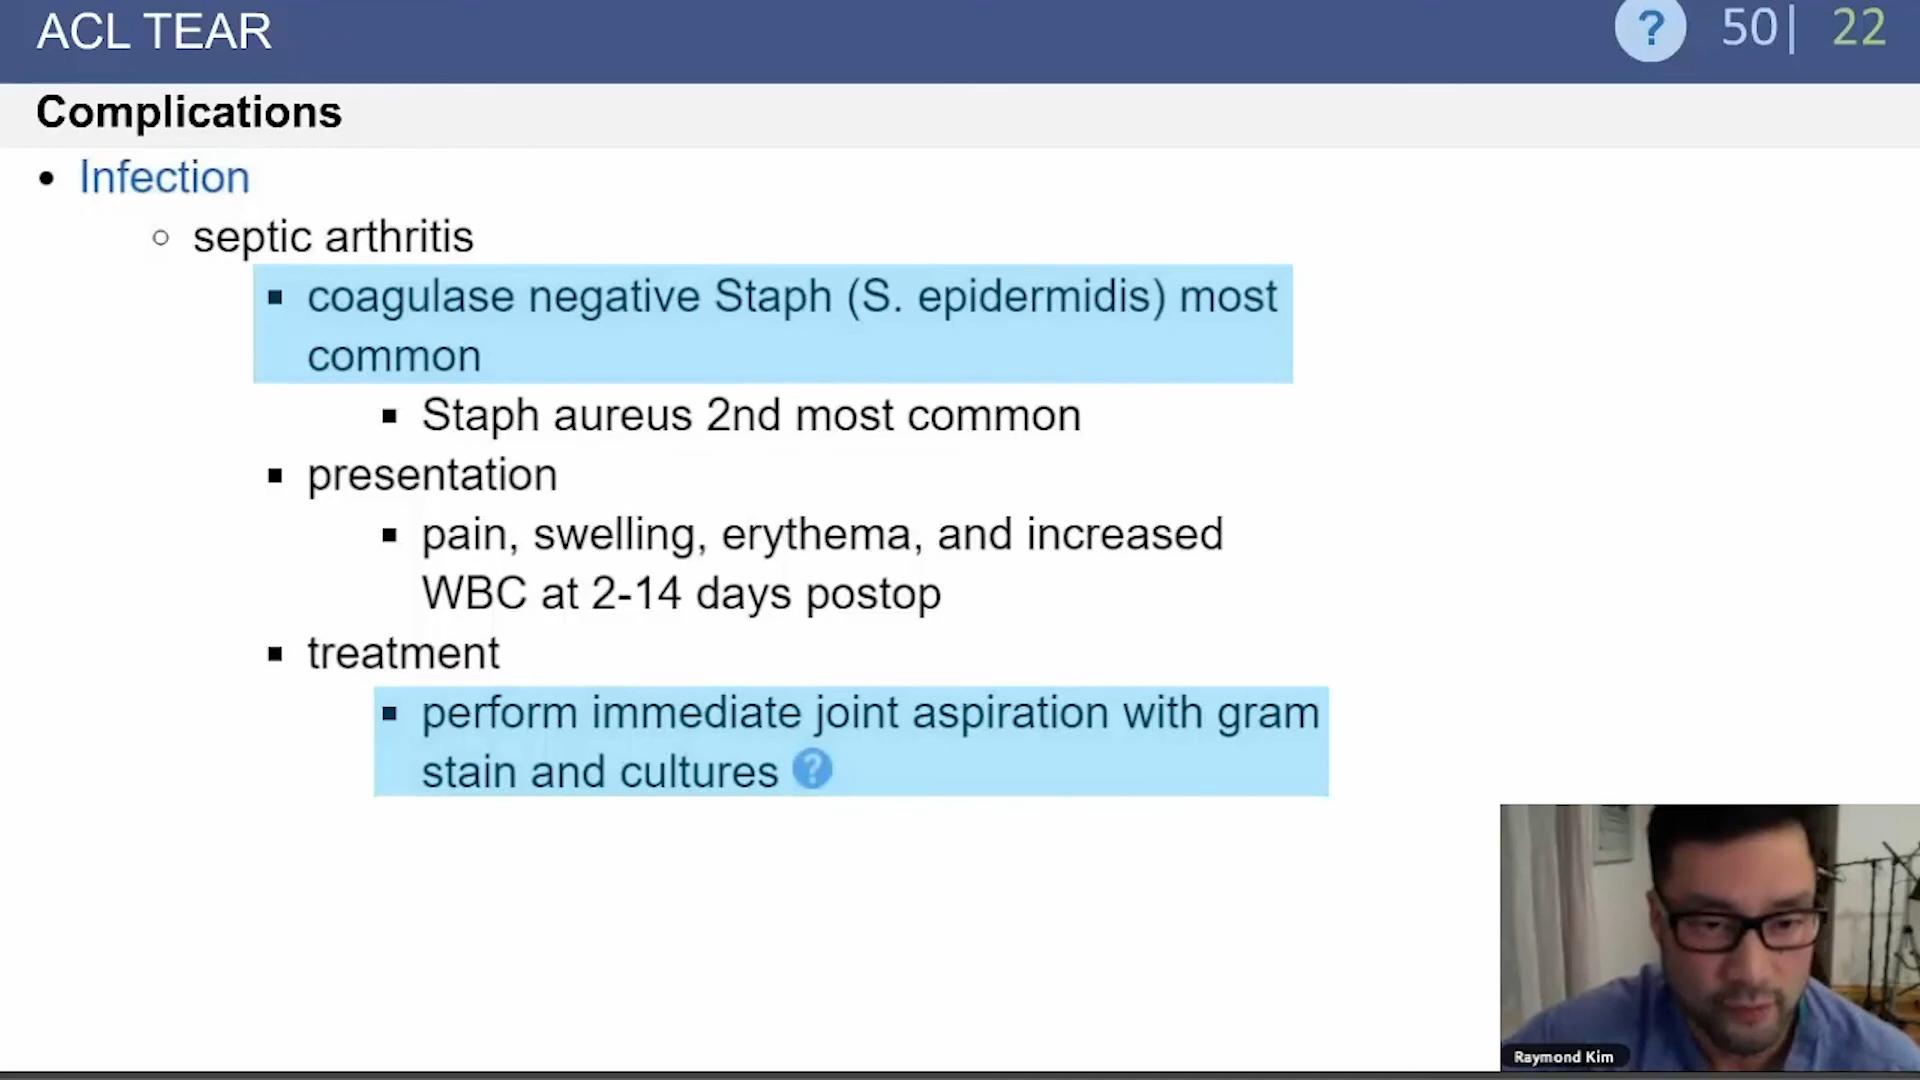 ACL TEAR
? 50| 22
Complications
• Infection
○ septic arthritis
▪ coagulase negative Staph (S. epidermidis) most
common
▪ Staph aureus 2nd most common
▪ presentation
▪ pain, swelling, erythema, and increased
WBC at 2-14 days postop
▪ treatment
▪ perform immediate joint aspiration with gram
stain and cultures ?
Raymond Kim